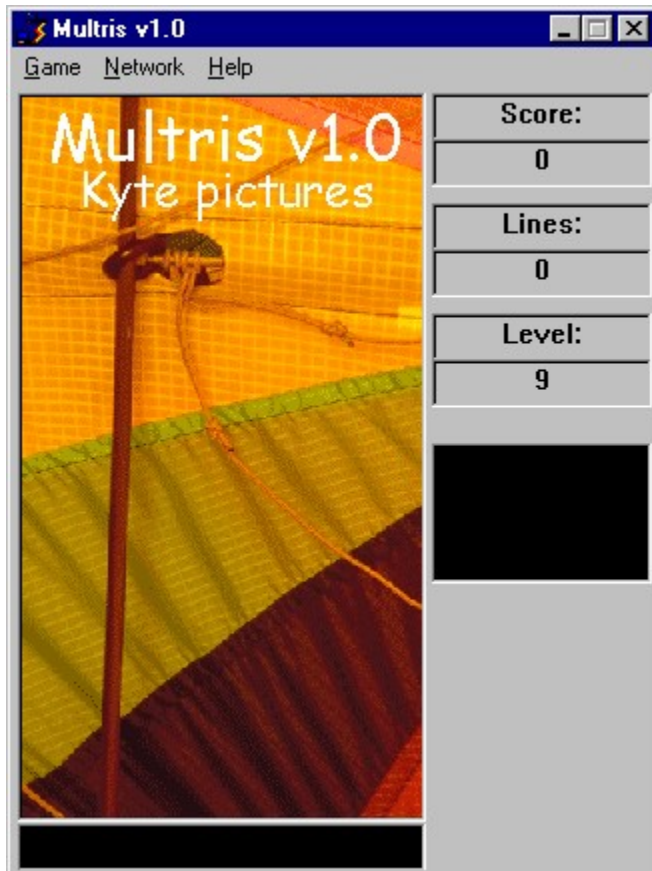 Multris v1.0
Game Network Help
Multris v1.0
Kyte pictures
Score:
0
Lines:
0
Level:
9